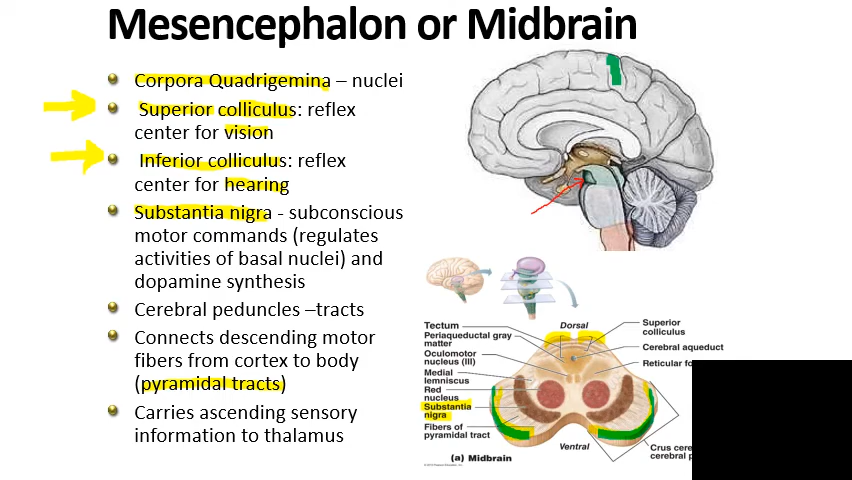 Mesencephalon or Midbrain
Corpora Quadrigemina – nuclei
Superior colliculus: reflex
center for vision
Inferior colliculus: reflex
center for hearing
Substantia nigra - subconscious
motor commands (regulates
activities of basal nuclei) and
dopamine synthesis
Cerebral peduncles –tracts
Connects descending motor
fibers from cortex to body
(pyramidal tracts)
Carries ascending sensory
information to thalamus
Tectum
Periaqueductal gray
matter
Oculomotor
nucleus (III)
Medial
lemniscus
Red
nucleus
Substantia
nigra
Fibers of
pyramidal tract
Dorsal
Superior
colliculus
Cerebral aqueduct
Reticular
Ventral
Crus
cerebral
(a) Midbrain